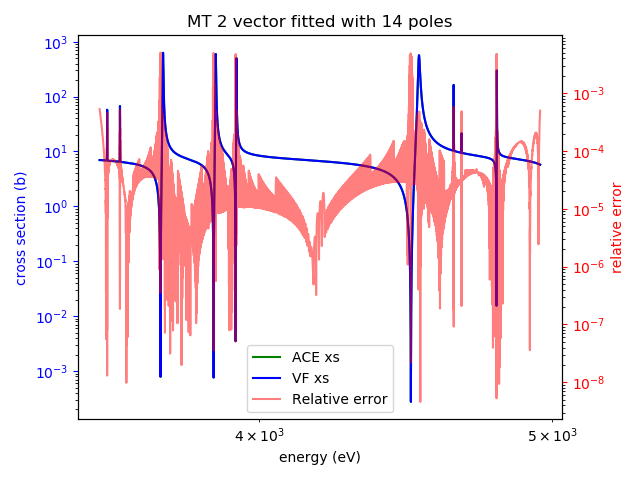 MT 2 vector fitted with 14 poles
10³
10²
10¹
10⁰
10⁻¹
10⁻²
10⁻³
cross section (b)
10⁻³
10⁻⁴
10⁻⁵
10⁻⁶
10⁻⁷
10⁻⁸
relative error
ACE xs
VF xs
Relative error
4 × 10³
5 × 10³
energy (eV)